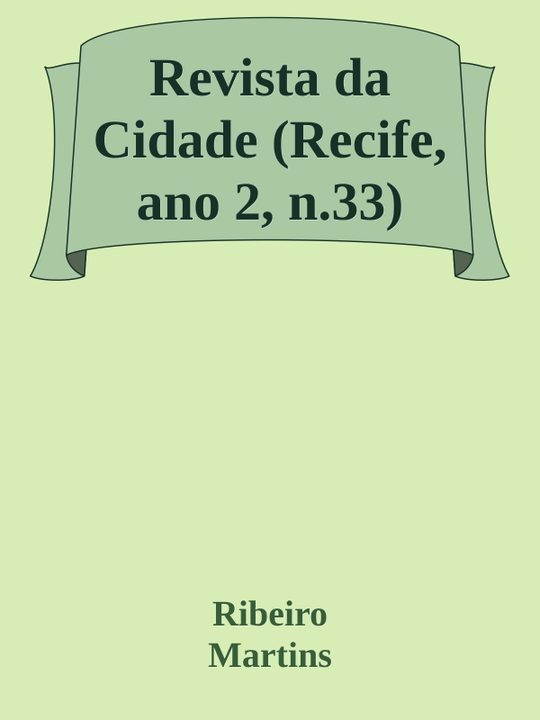 Revista da
Cidade (Recife,
ano 2, n.33)
Ribeiro
Martins